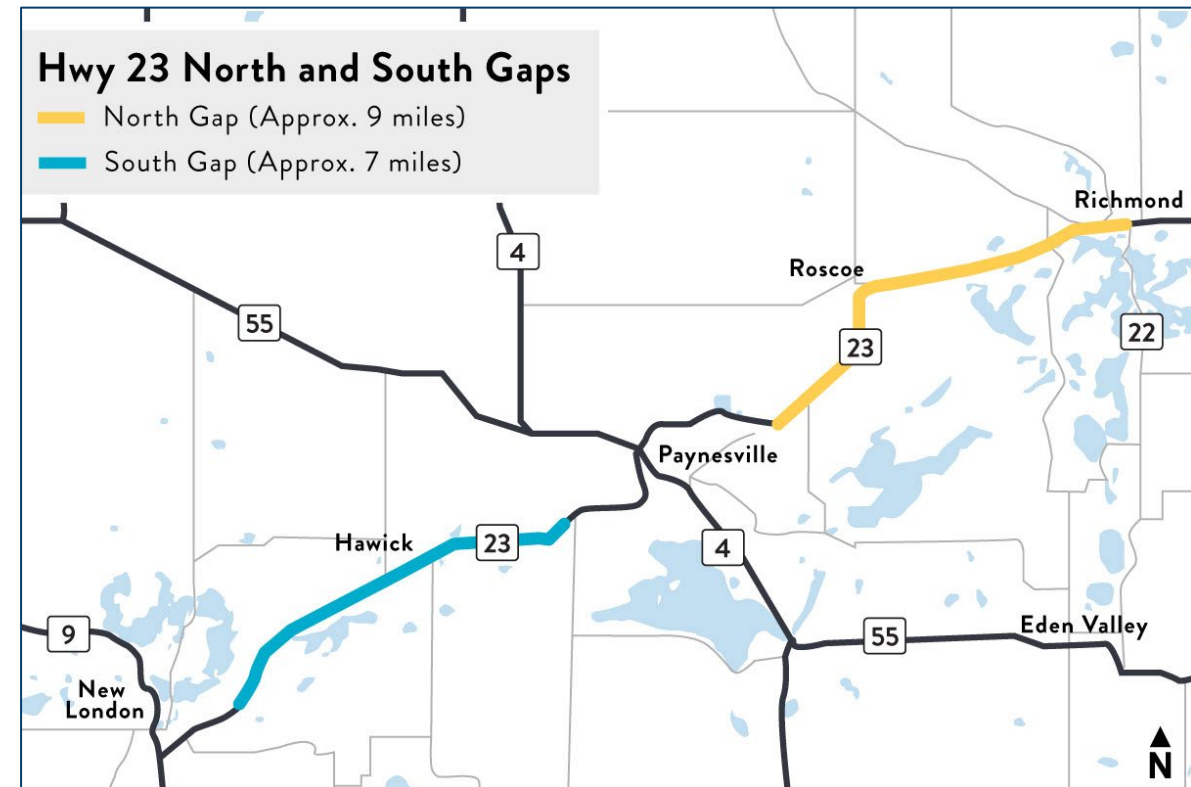 Hwy 23 North and South Gaps
North Gap (Approx. 9 miles)
South Gap (Approx. 7 miles)
Richmond
4
Roscoe
55
23
22
Paynesville
Hawick
23
4
9
55
Eden Valley
New
London
N